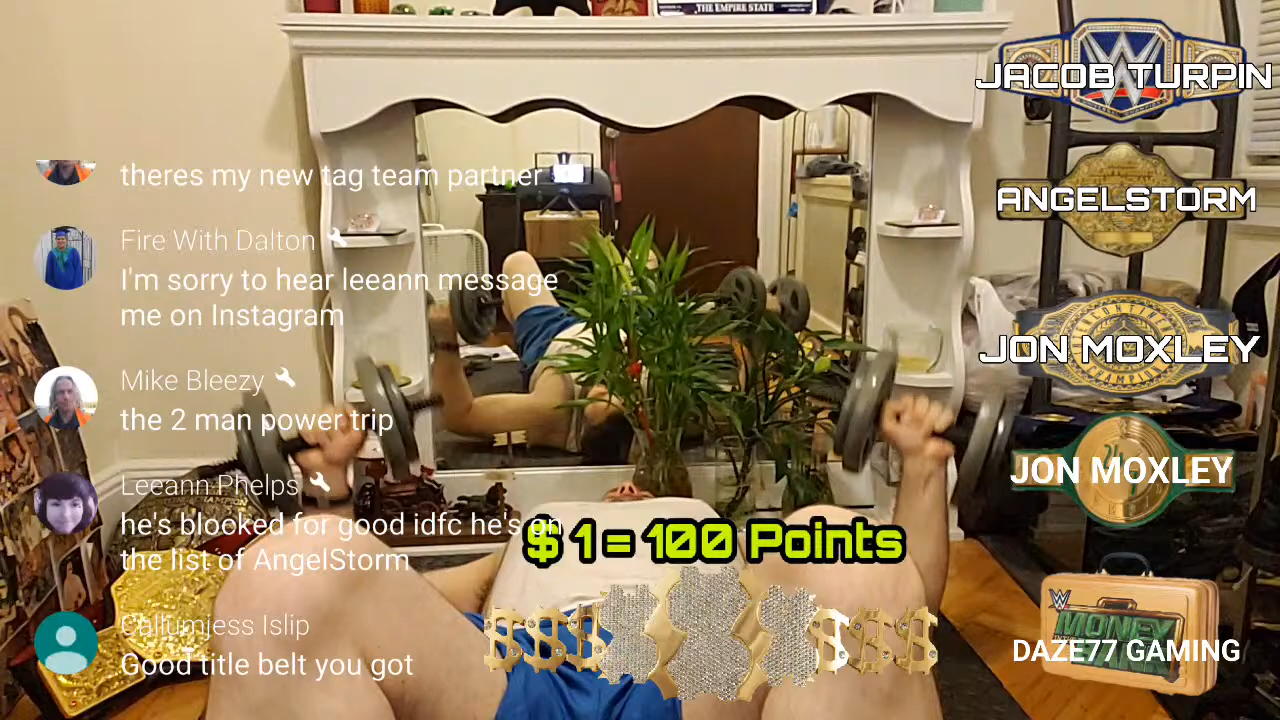 THE EMPIRE STATE
theres my new tag team partner
Fire With Dalton
I'm sorry to hear leeann message
me on Instagram
Mike Bleezy
the 2 man power trip
Leeann Phelps
he's blocked for good idfc he's on
the list of AngelStorm
Callumjess Islip
Good title belt you got
$ 1 = 100 Points
JACOB TURPIN
ANGELSTORM
JON MOXLEY
JON MOXLEY
MONEY
DAZE77 GAMING